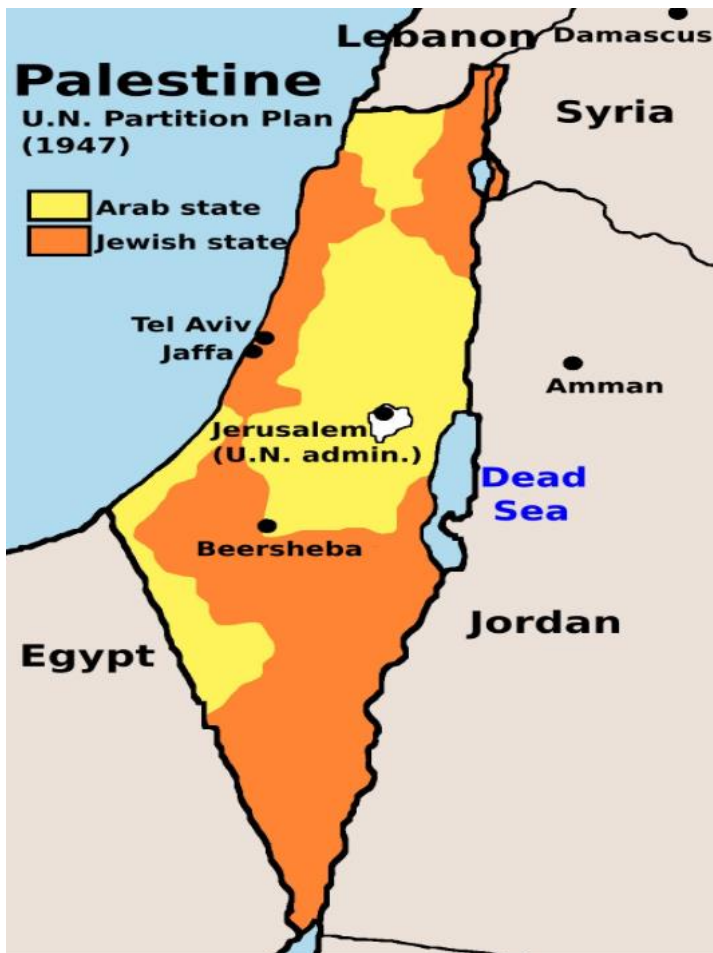 Lebanon
Damascus
Palestine
U.N. Partition Plan
(1947)
Syria
Arab state
Jewish state
Tel Aviv
Jaffa
Amman
Jerusalem
(U.N. admin.)
Dead
Sea
Beersheba
Jordan
Egypt